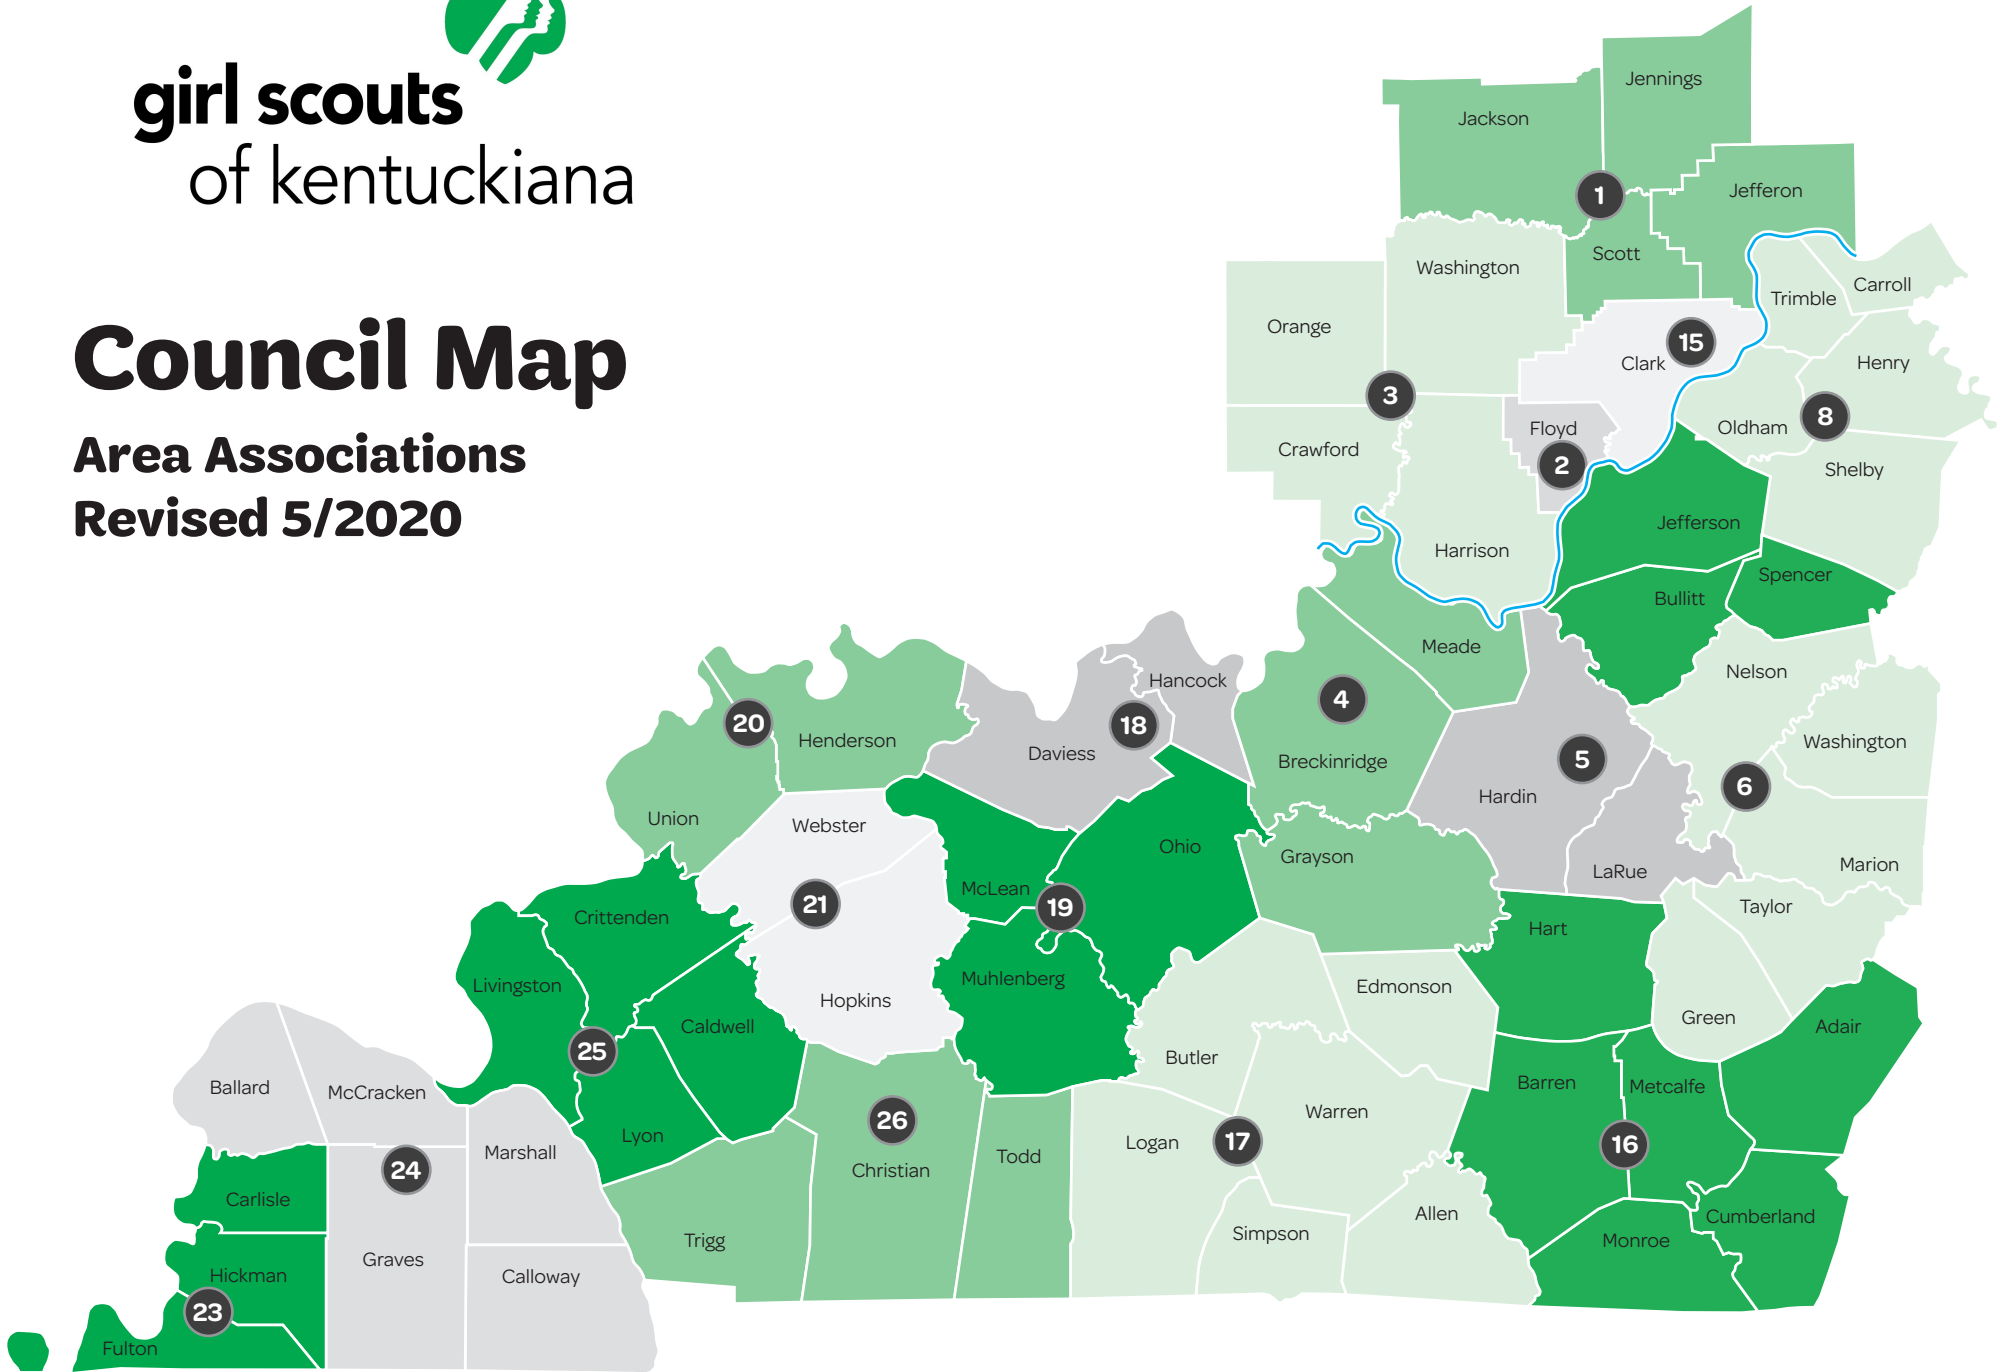 girl scouts
of kentuckiana
Council Map
Area Associations
Revised 5/2020
Jennings
Jackson
1
Jefferon
Scott
Washington
Carroll
Trimble
Orange
15
Clark
Henry
3
8
Floyd
Oldham
Crawford
2
Shelby
Jefferson
Harrison
Spencer
Bullitt
Meade
Nelson
Hancock
4
20
18
Henderson
Daviess
Washington
Breckinridge
5
6
Hardin
Union
Webster
Ohio
Grayson
Marion
LaRue
McLean
21
19
Taylor
Crittenden
Hart
Muhlenberg
Livingston
Edmonson
Hopkins
Green
Caldwell
Adair
25
Butler
Ballard
McCracken
Barren
Metcalfe
Warren
26
Lyon
Logan
17
16
Marshall
Todd
24
Christian
Carlisle
Allen
Cumberland
Simpson
Trigg
Monroe
Graves
Hickman
Calloway
23
Fulton